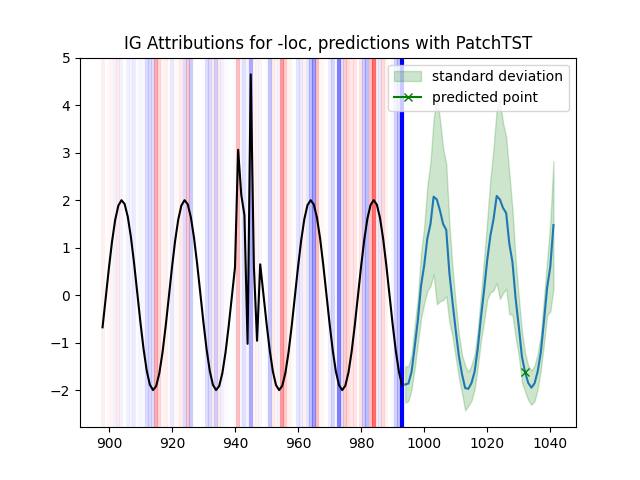 IG Attributions for -loc, predictions with PatchTST
standard deviation
predicted point
5
4
3
2
1
0
−1
−2
900 920 940 960 980 1000 1020 1040